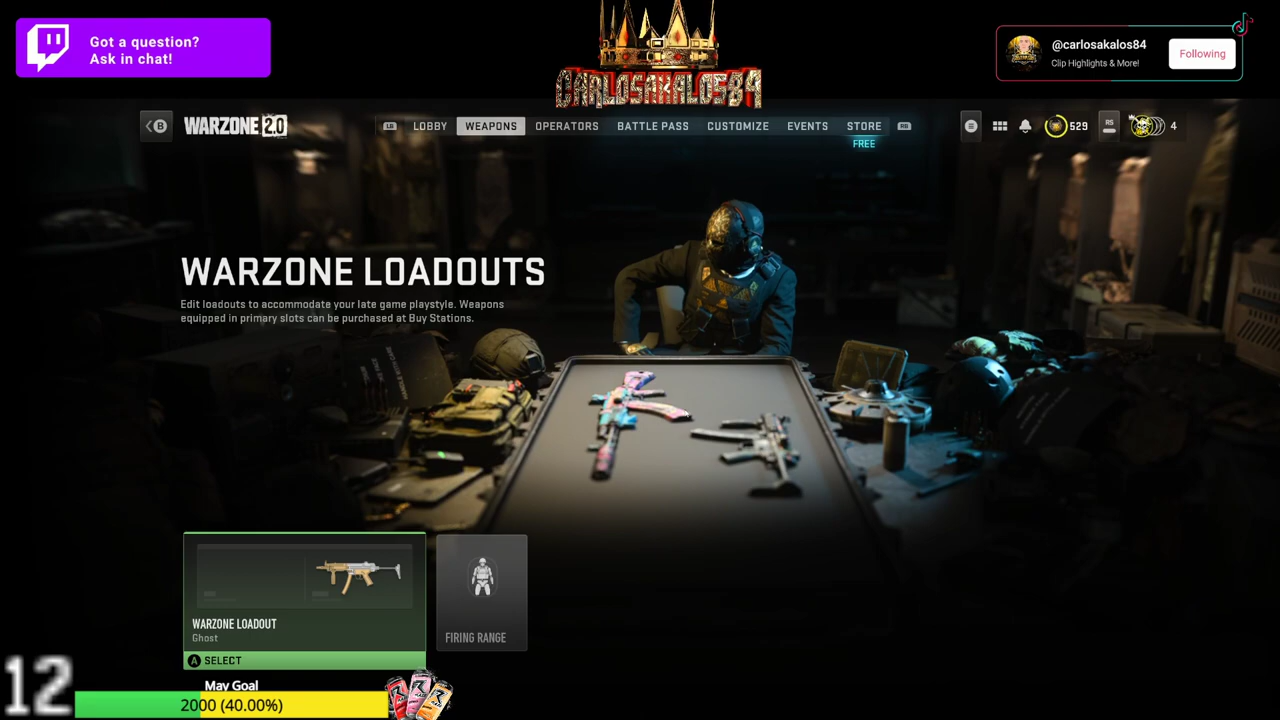 Got a question?
Ask in chat!
CARLOSAKALOS84
@carlosakalos84
Clip Highlights & More!
Following
B
WARZONE 2.0
LB
LOBBY
WEAPONS
OPERATORS
BATTLE PASS
CUSTOMIZE
EVENTS
STORE
RB
FREE
529
RS
4
WARZONE LOADOUTS
Edit loadouts to accommodate your late game playstyle. Weapons
equipped in primary slots can be purchased at Buy Stations.
WARZONE LOADOUT
Ghost
A SELECT
FIRING RANGE
12
May Goal
2000 (40.00%)